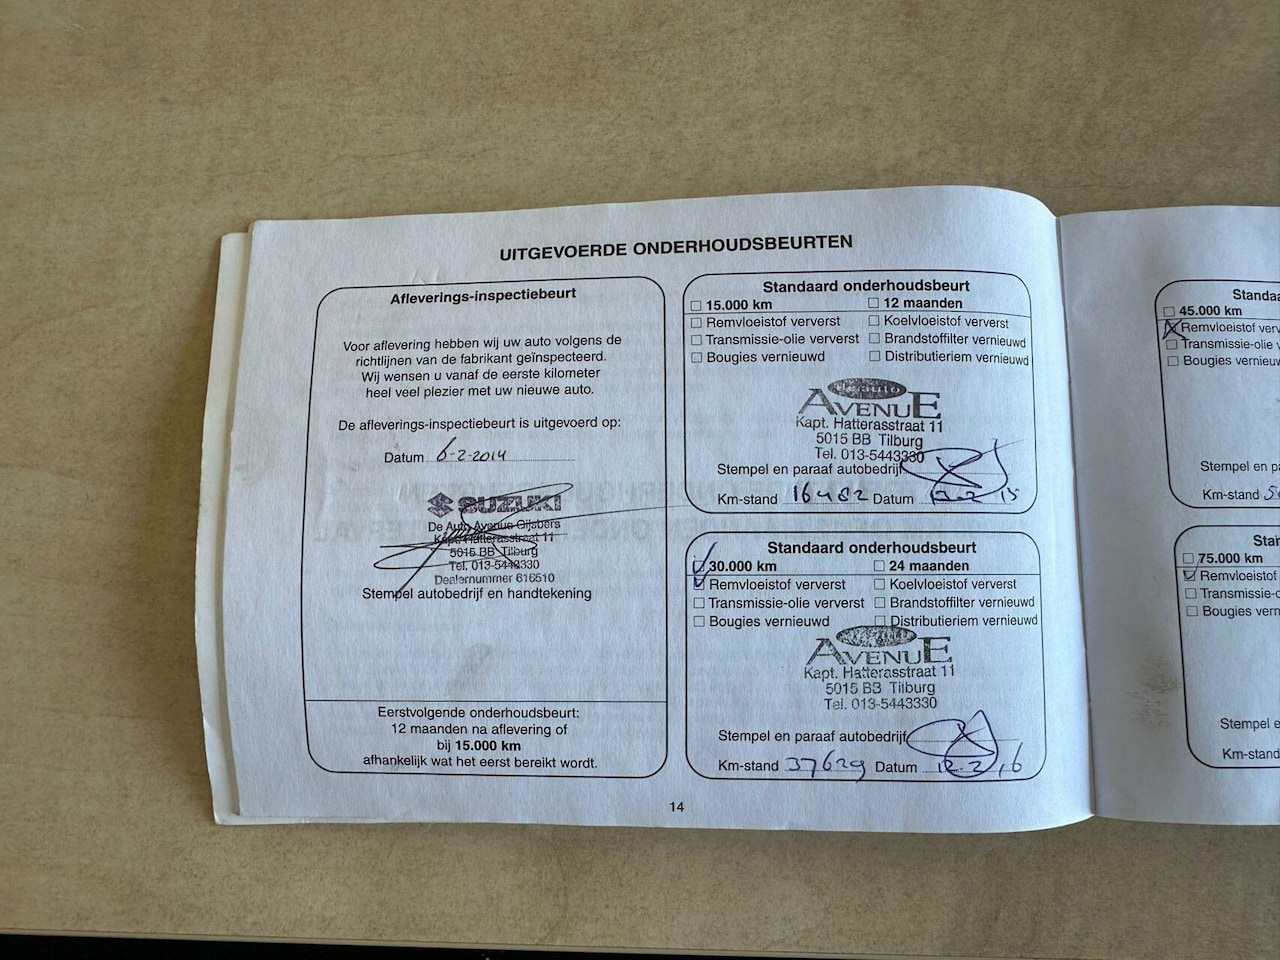 UITGEVOERDE ONDERHOUDSBEURTEN
Afleverings-inspectiebeurt
Voor aflevering hebben wij uw auto volgens de
richtlijnen van de fabrikant geïnspecteerd.
Wij wensen u vanaf de eerste kilometer
heel veel plezier met uw nieuwe auto.
De afleverings-inspectiebeurt is uitgevoerd op:
Datum 6-2-2014
SUZUKI
De Auto Avenue Gijsbers
Kapt. Hatterasstraat 11
5015 BB Tilburg
Tel. 013-5443330
Dealernummer 616510
Stempel autobedrijf en handtekening
Eerstvolgende onderhoudsbeurt:
12 maanden na aflevering of
bij 15.000 km
afhankelijk wat het eerst bereikt wordt.
Standaard onderhoudsbeurt
15.000 km 12 maanden
Remvloeistof ververst Koelvloeistof ververst
Transmissie-olie ververst Brandstoffilter vernieuwd
Bougies vernieuwd Distributieriem vernieuwd
de auto
AVENUE
Kapt. Hatterasstraat 11
5015 BB Tilburg
Tel. 013-5443330
Stempel en paraaf autobedrijf
Km-stand 16482 Datum 13-2-15
Standaard onderhoudsbeurt
30.000 km 24 maanden
Remvloeistof ververst Koelvloeistof ververst
Transmissie-olie ververst Brandstoffilter vernieuwd
Bougies vernieuwd Distributieriem vernieuwd
AVENUE
Kapt. Hatterasstraat 11
5015 BB Tilburg
Tel. 013-5443330
Stempel en paraaf autobedrijf
Km-stand 37629 Datum 12-2-16
14
45.000 km
Remvloeistof
Transmissie-olie
Bougies
Stempel en
Km-stand
75.000 km
Remvloeistof
Transmissie-
Bougies
Stempel
Km-stand